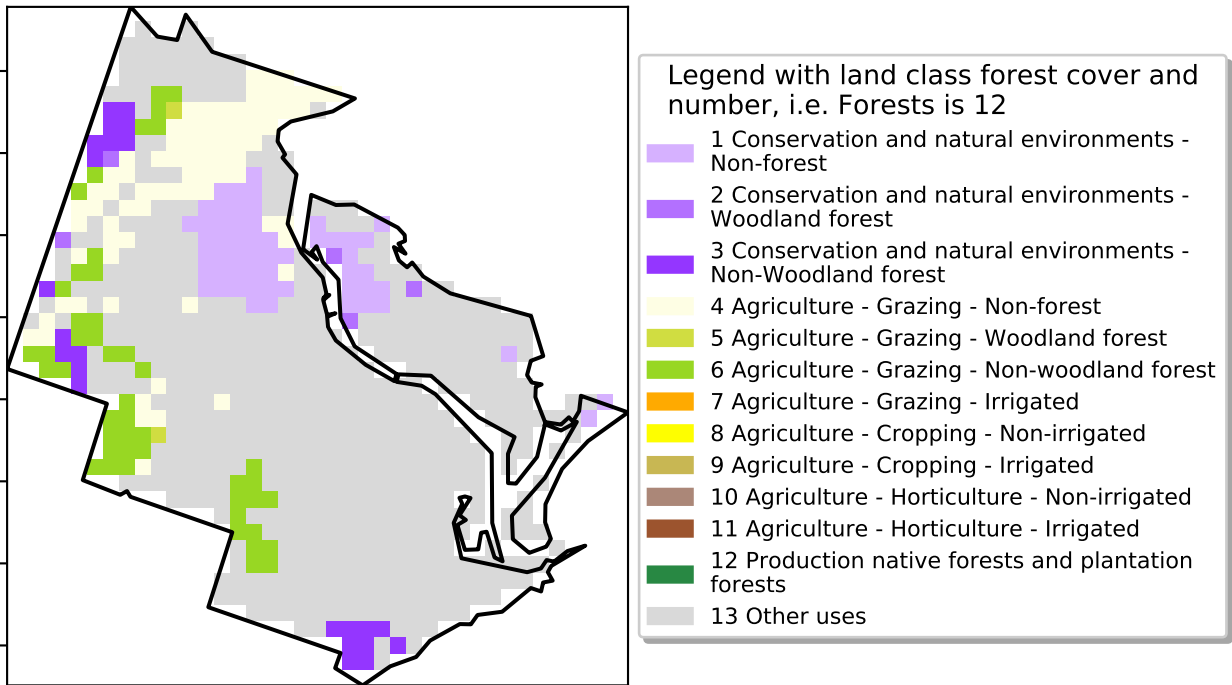 Legend with land class forest cover and
number, i.e. Forests is 12
1 Conservation and natural environments -
Non-forest
2 Conservation and natural environments -
Woodland forest
3 Conservation and natural environments -
Non-Woodland forest
4 Agriculture - Grazing - Non-forest
5 Agriculture - Grazing - Woodland forest
6 Agriculture - Grazing - Non-woodland forest
7 Agriculture - Grazing - Irrigated
8 Agriculture - Cropping - Non-irrigated
9 Agriculture - Cropping - Irrigated
10 Agriculture - Horticulture - Non-irrigated
11 Agriculture - Horticulture - Irrigated
12 Production native forests and plantation
forests
13 Other uses